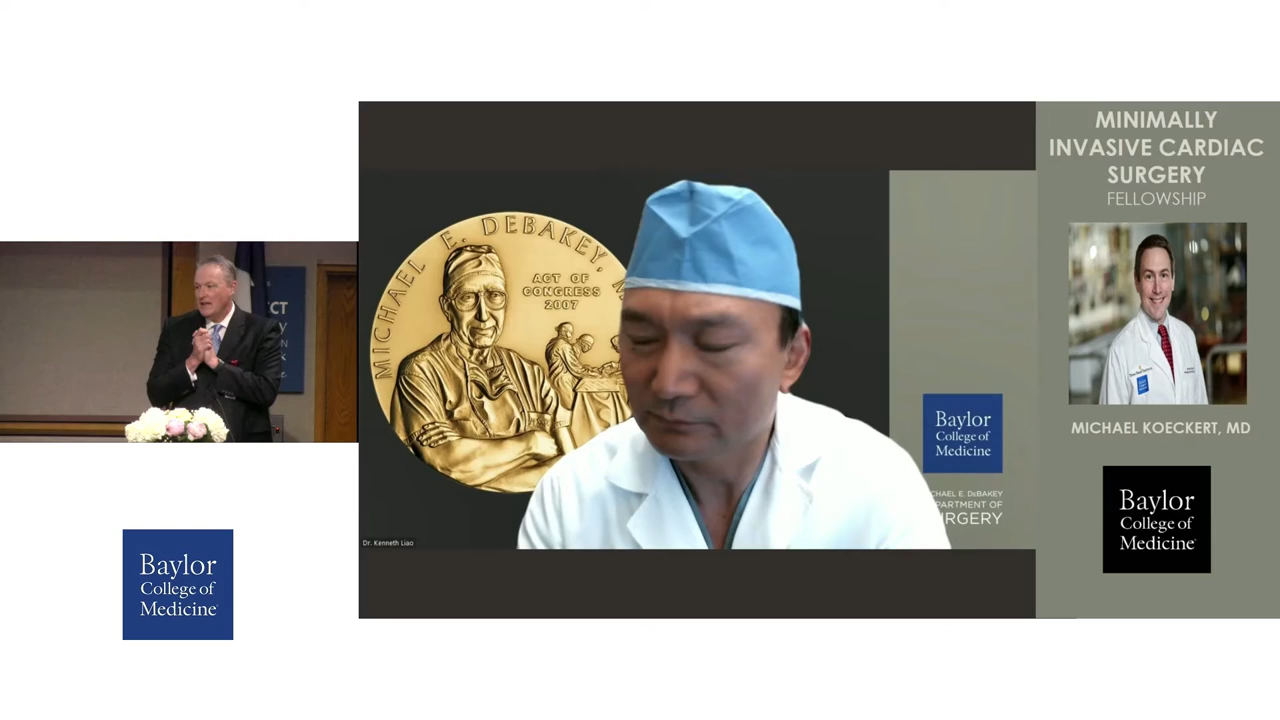 MINIMALLY
INVASIVE CARDIAC
SURGERY
FELLOWSHIP
MICHAEL KOECKERT, MD
Baylor
College of
Medicine
MICHAEL E. DEBAKEY,
ACT OF
CONGRESS
2007
Baylor
College of
Medicine
CHAEL E. DEBAKEY
PARTMENT OF
RGERY
Dr. Kenneth Liao
Baylor
College of
Medicine